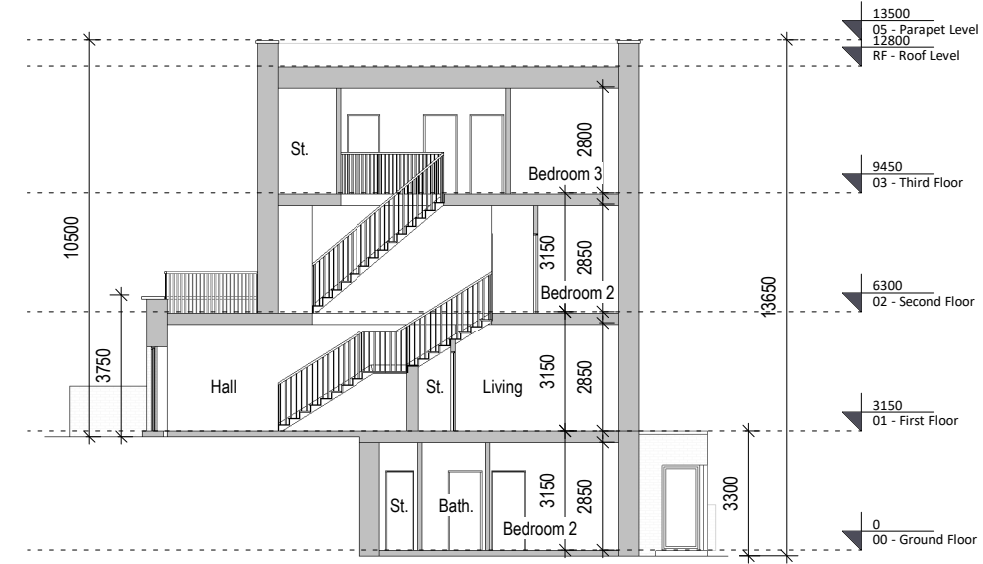 13500
05 - Parapet Level
12800
RF - Roof Level
St.
2800
Bedroom 3
9450
03 - Third Floor
10500
3150
2850
Bedroom 2
13650
6300
02 - Second Floor
3750
Hall
St.
Living
3150
2850
3150
01 - First Floor
St.
Bath.
Bedroom 2
3150
2850
3300
0
00 - Ground Floor